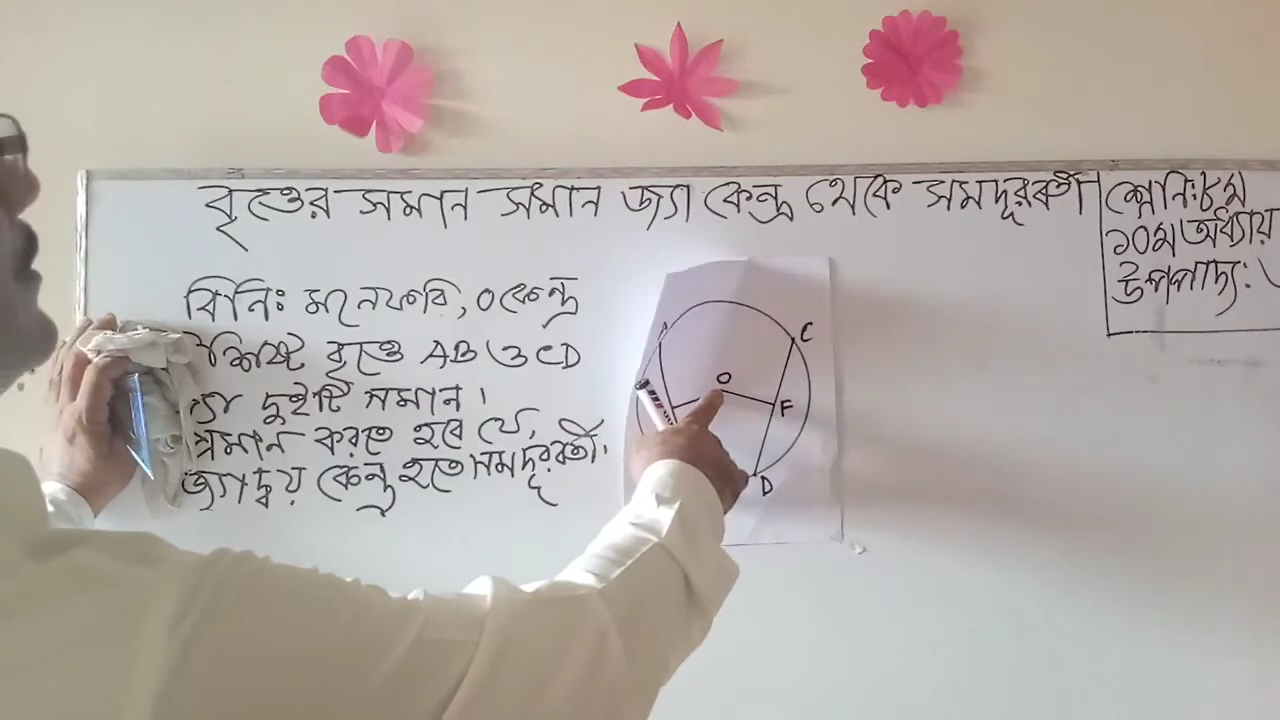 বৃত্তের সমান সমান জ্যা কেন্দ্র থেকে সমদূরবর্তী
শ্রেনিঃ ৮ম
১০ম অধ্যায়
উপপাদ্য:
বিনিঃ মনেকরি, O কেন্দ্র
বৃত্তে AB ও CD
দুইটি সমান।
প্রমান করতে হবে যে,
জ্যাদ্বয় কেন্দ্র হতে সমদূরবর্তী।
A
C
O
F
D